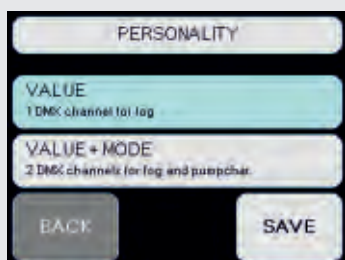 PERSONALITY
VALUE
1 DMX channel for fog
VALUE + MODE
2 DMX channels for fog and pumpchar.
BACK
SAVE